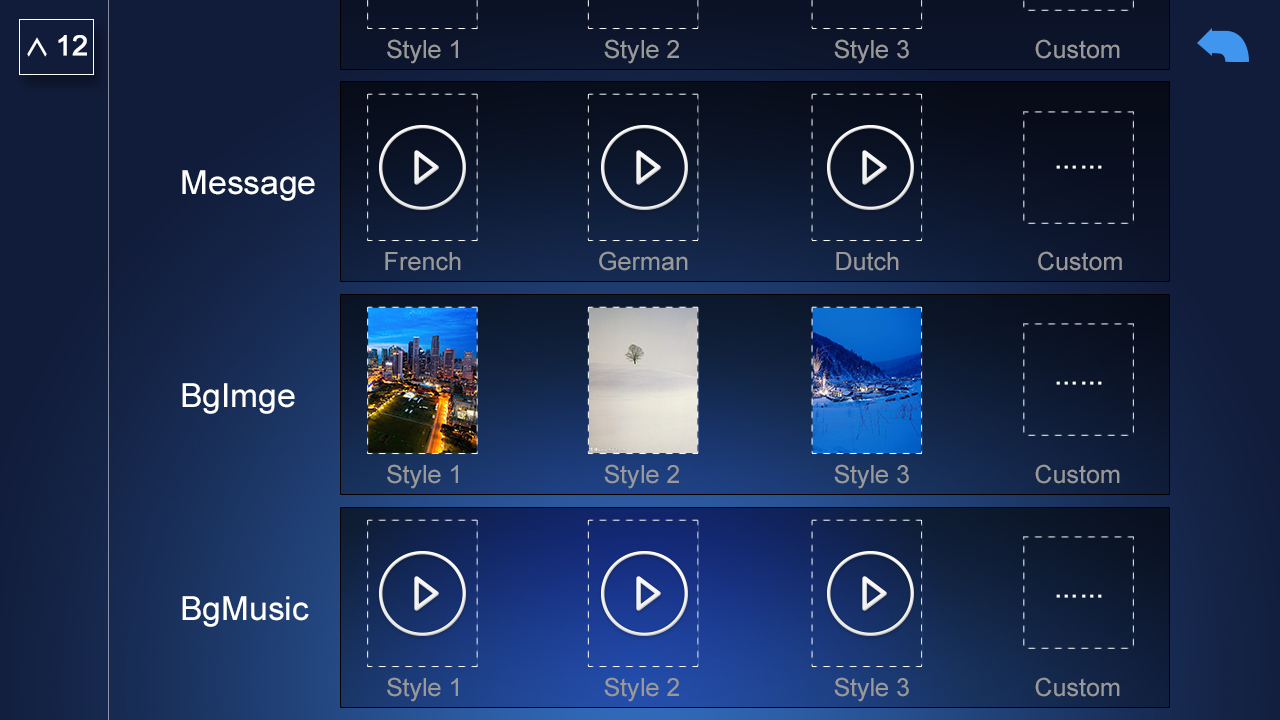 ^ 12
Style 1 Style 2 Style 3 Custom
Message
French German Dutch Custom
BgImge
Style 1 Style 2 Style 3 Custom
BgMusic
Style 1 Style 2 Style 3 Custom